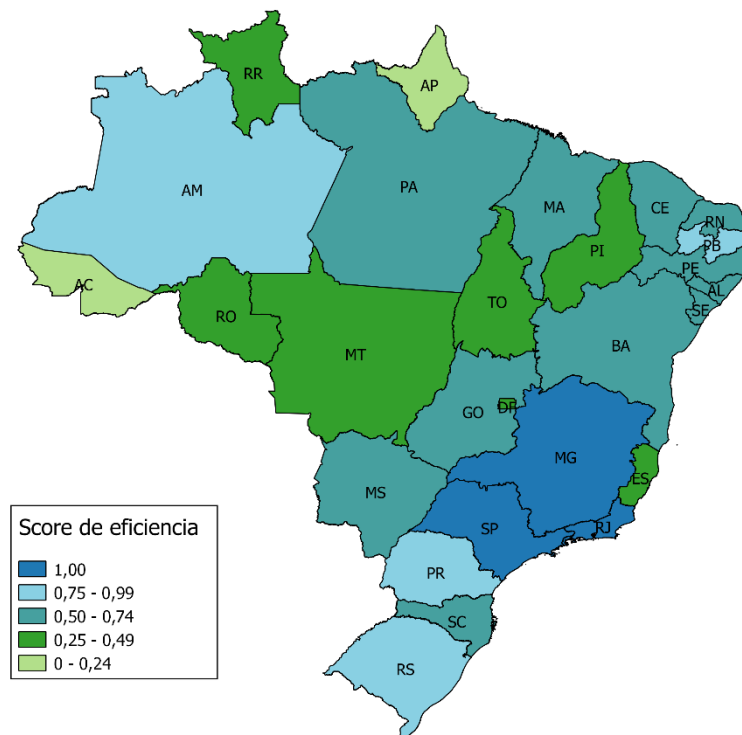 RR
AP
AM
PA
MA
CE
RN
PB
PI
PE
AC
AL
TO
SE
RO
BA
MT
GO
DF
MG
ES
MS
SP
RJ
PR
SC
RS
Score de eficiencia
1,00
0,75 - 0,99
0,50 - 0,74
0,25 - 0,49
0 - 0,24